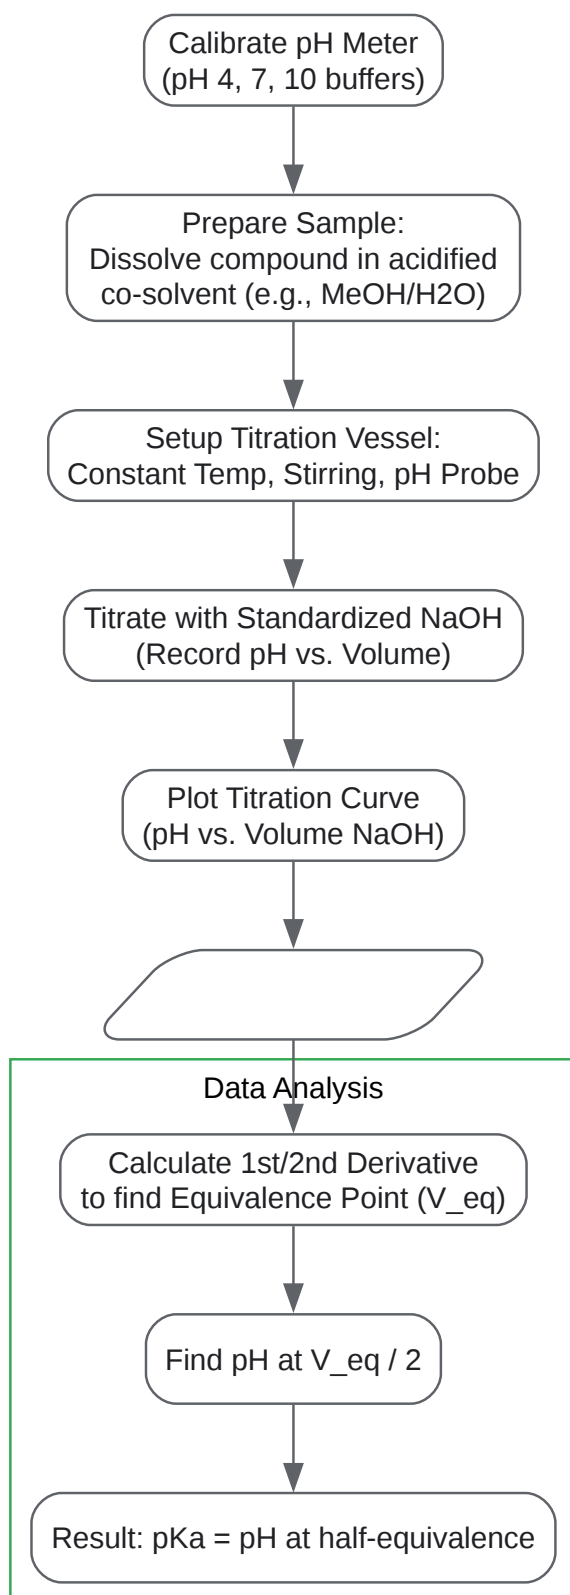 Calibrate pH Meter
(pH 4, 7, 10 buffers)
Prepare Sample:
Dissolve compound in acidified
co-solvent (e.g., MeOH/H2O)
Setup Titration Vessel:
Constant Temp, Stirring, pH Probe
Titrate with Standardized NaOH
(Record pH vs. Volume)
Plot Titration Curve
(pH vs. Volume NaOH)
Data Analysis
Calculate 1st/2nd Derivative
to find Equivalence Point (V_eq)
Find pH at V_eq / 2
Result: pKa = pH at half-equivalence